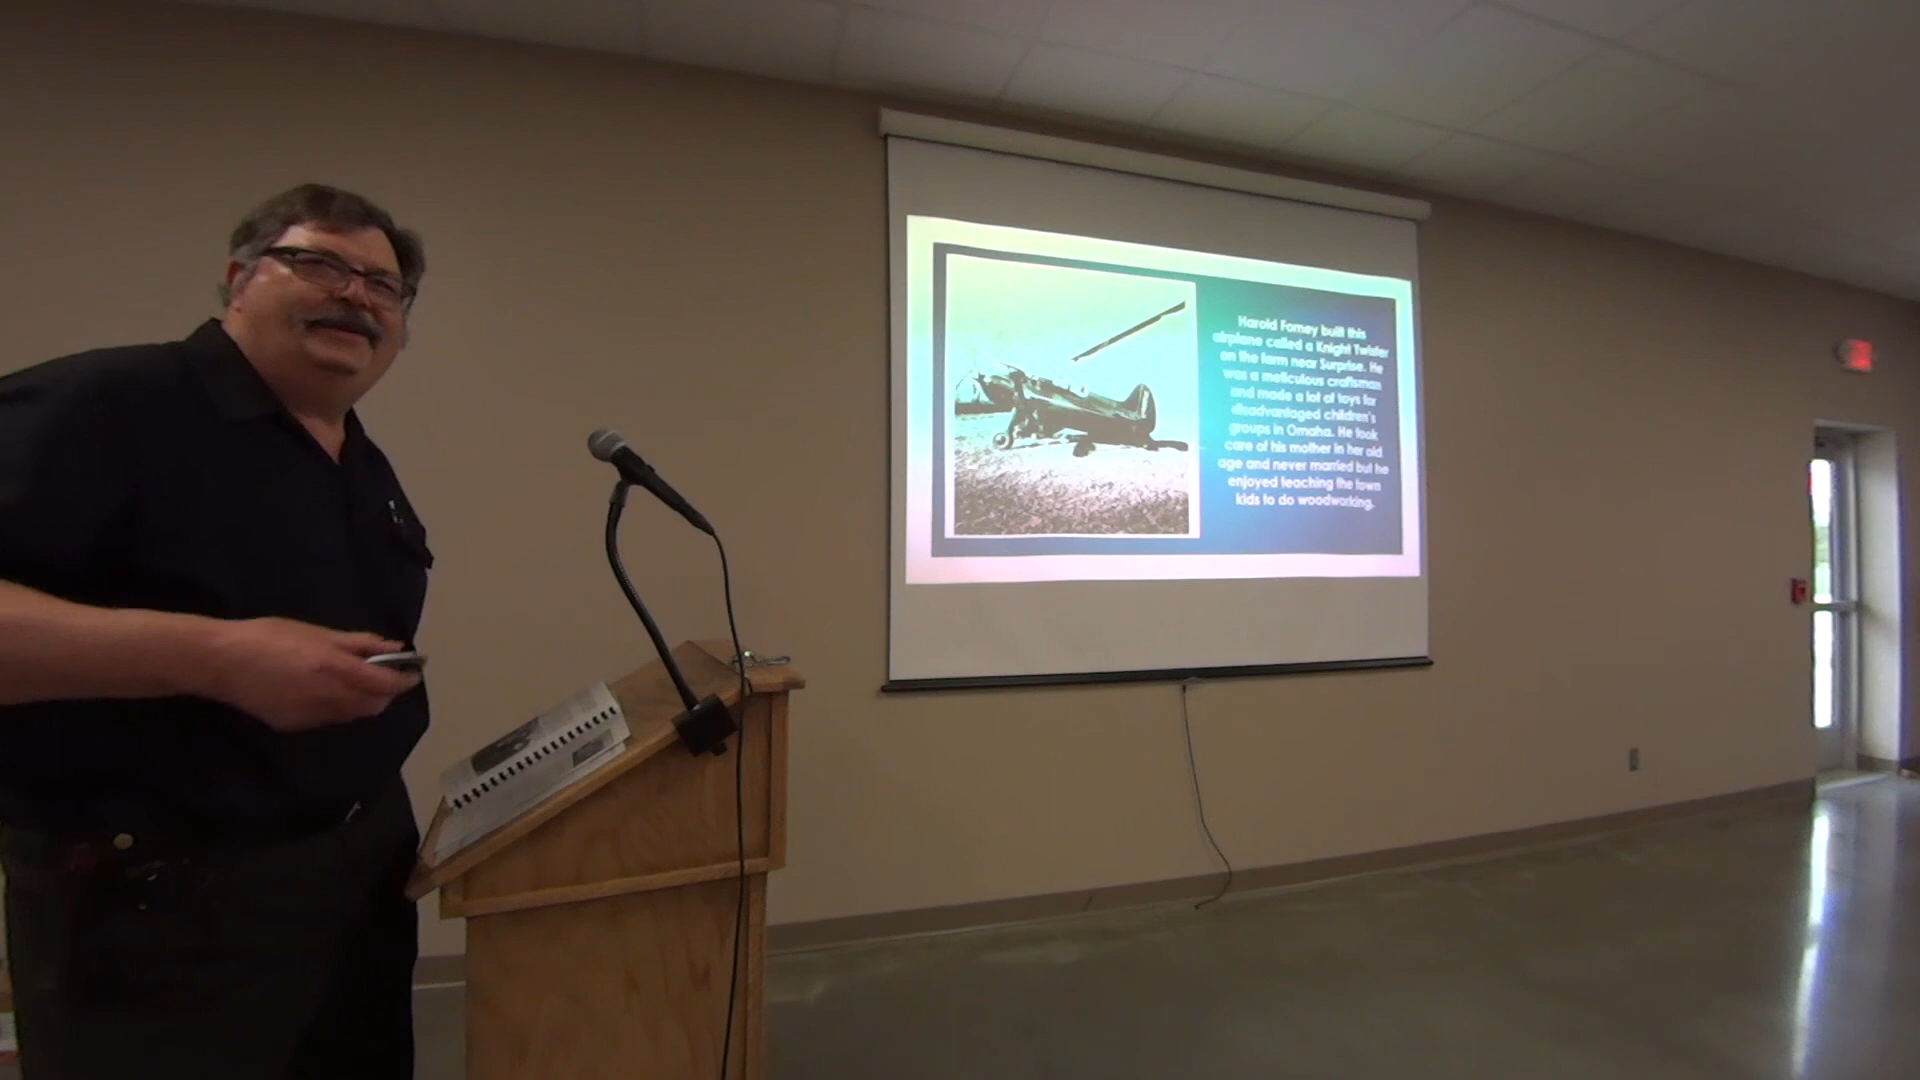 Harold Forney built this
airplane called a Knight Twister
on the farm near Surprise. He
was a meticulous craftsman
and made a lot of toys for
disadvantaged children's
groups in Omaha. He took
care of his mother in her old
age and never married but he
enjoyed teaching the town
kids to do woodworking.